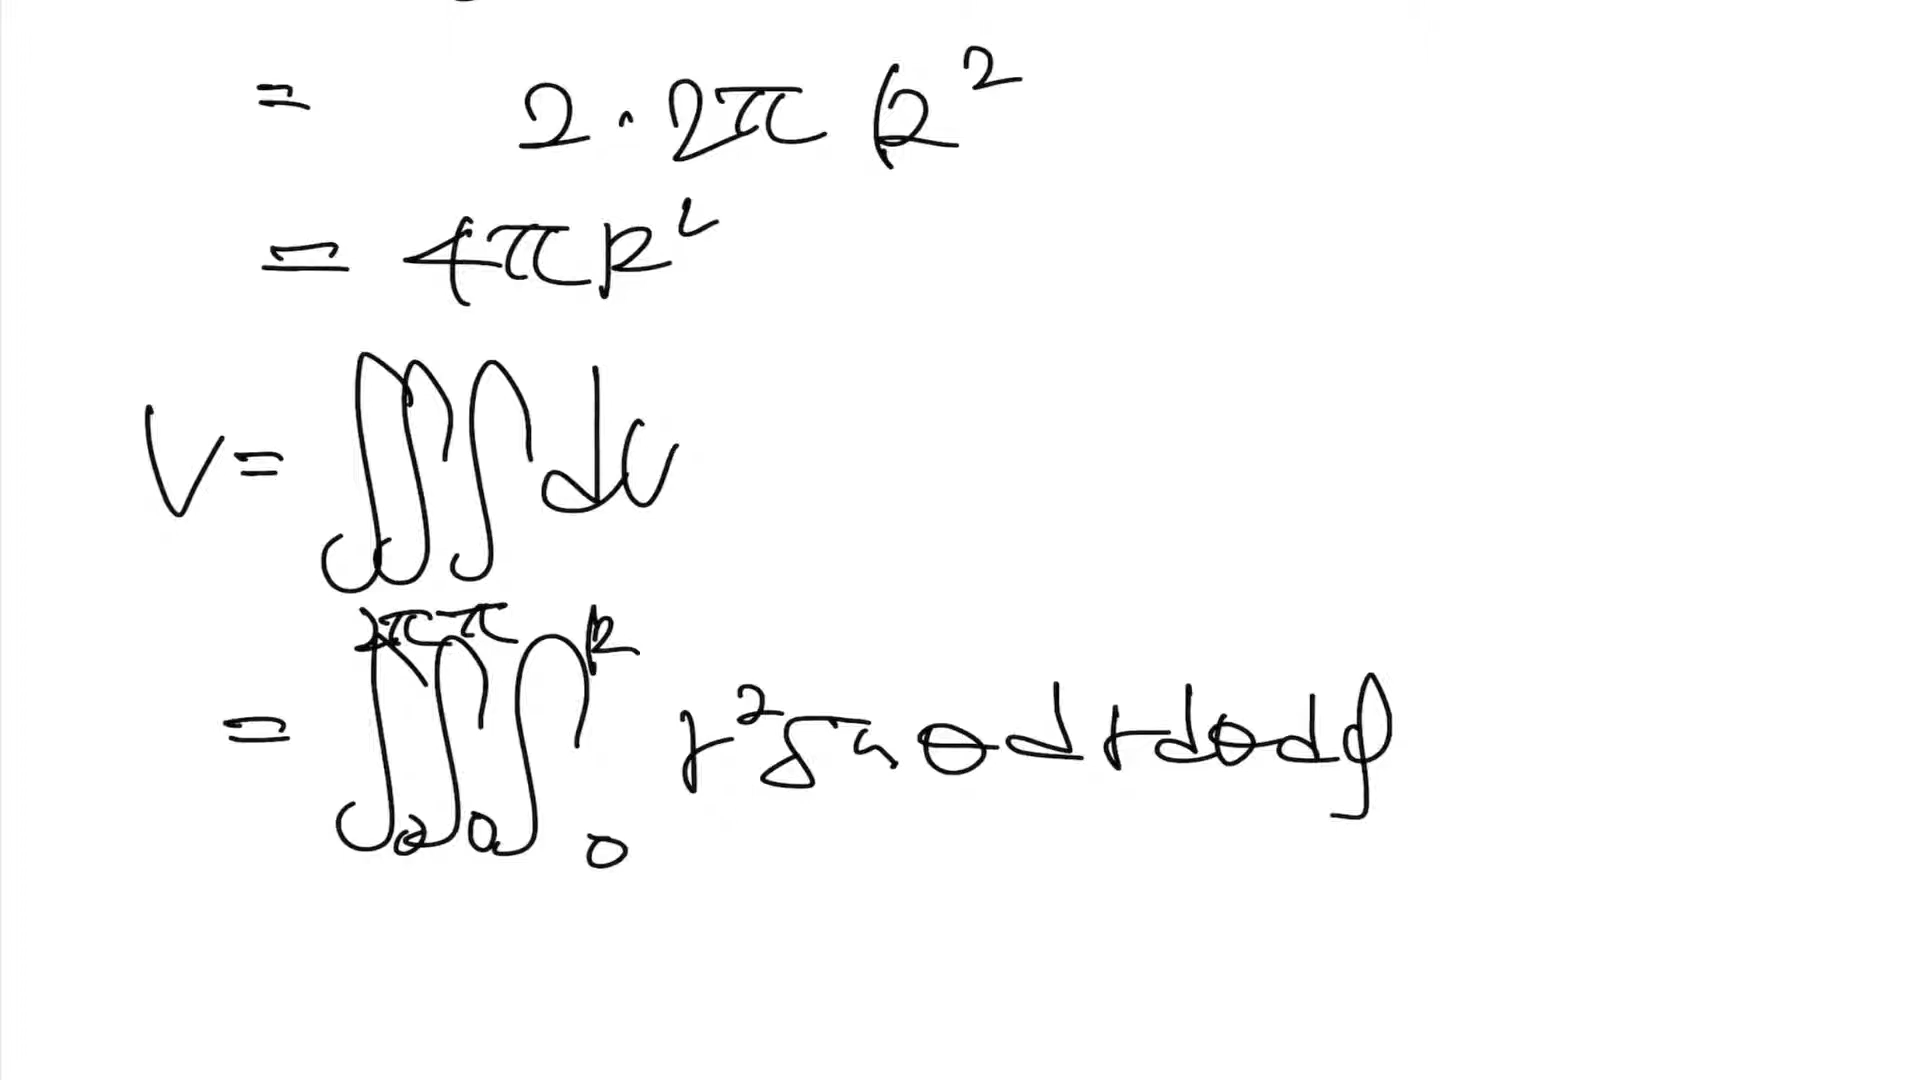 = 2 · 2π R²
= 4πR²
V = ∭ dv
= ∫₀^{2π} ∫₀^{π} ∫₀^{R} r² sin θ dr dθ dφ